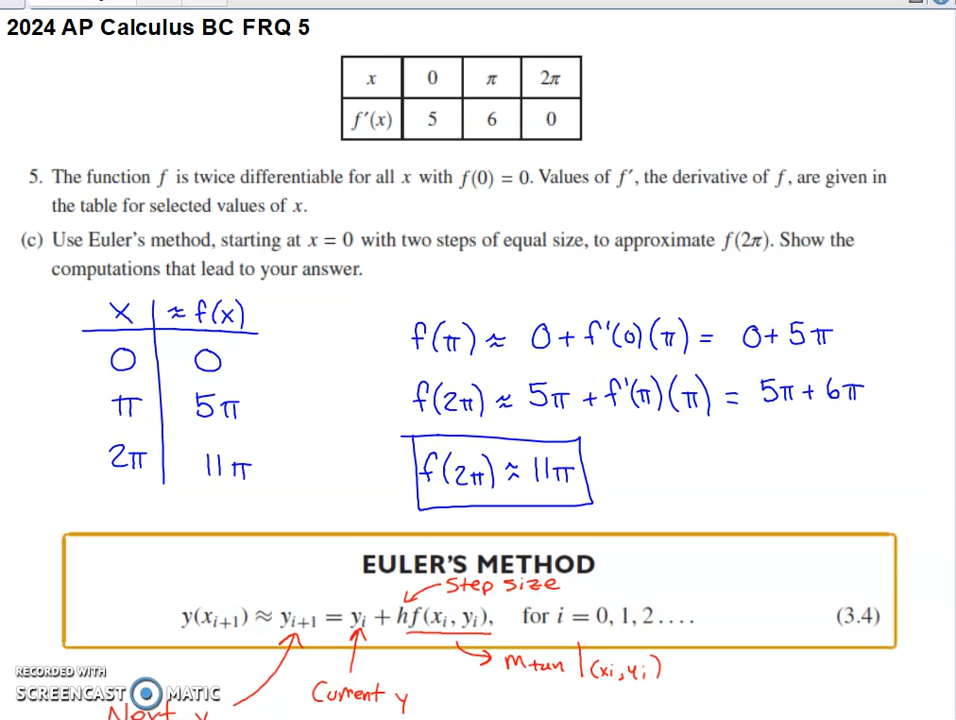 2024 AP Calculus BC FRQ 5
x 0 π 2π
f′(x) 5 6 0
5. The function f is twice differentiable for all x with f(0) = 0. Values of f′, the derivative of f, are given in
the table for selected values of x.
(c) Use Euler's method, starting at x = 0 with two steps of equal size, to approximate f(2π). Show the
computations that lead to your answer.
x ≈ f(x)
0 0
π 5π
2π 11π
f(π) ≈ 0 + f'(0)(π) = 0 + 5π
f(2π) ≈ 5π + f'(π)(π) = 5π + 6π
f(2π) ≈ 11π
EULER'S METHOD
Step size
y(xᵢ₊₁) ≈ yᵢ₊₁ = yᵢ + hf(xᵢ, yᵢ), for i = 0, 1, 2 . . . . (3.4)
m tan |(xᵢ, yᵢ)
Current y
Next y
RECORDED WITH
SCREENCAST MATIC